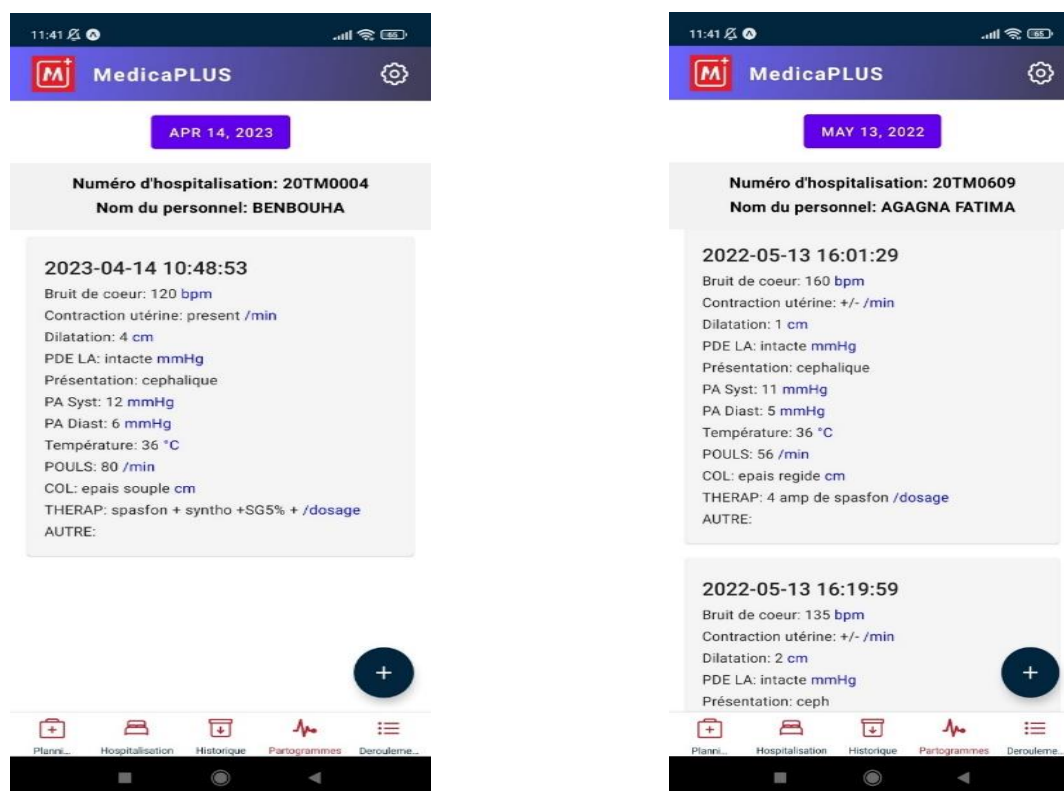 11:41
65
MedicaPLUS
APR 14, 2023
Numéro d'hospitalisation: 20TM0004
Nom du personnel: BENBOUHA
2023-04-14 10:48:53
Bruit de coeur: 120 bpm
Contraction utérine: present /min
Dilatation: 4 cm
PDE LA: intacte mmHg
Présentation: cephalique
PA Syst: 12 mmHg
PA Diast: 6 mmHg
Température: 36 °C
POULS: 80 /min
COL: epais souple cm
THERAP: spasfon + syntho +SG5% + /dosage
AUTRE:
+
Planni... Hospitalisation Historique Partogrammes Derouleme...
11:41
65
MedicaPLUS
MAY 13, 2022
Numéro d'hospitalisation: 20TM0609
Nom du personnel: AGAGNA FATIMA
2022-05-13 16:01:29
Bruit de coeur: 160 bpm
Contraction utérine: +/- /min
Dilatation: 1 cm
PDE LA: intacte mmHg
Présentation: cephalique
PA Syst: 11 mmHg
PA Diast: 5 mmHg
Température: 36 °C
POULS: 56 /min
COL: epais regide cm
THERAP: 4 amp de spasfon /dosage
AUTRE:
2022-05-13 16:19:59
Bruit de coeur: 135 bpm
Contraction utérine: +/- /min
Dilatation: 2 cm
PDE LA: intacte mmHg
Présentation: ceph
+
Planni... Hospitalisation Historique Partogrammes Derouleme...